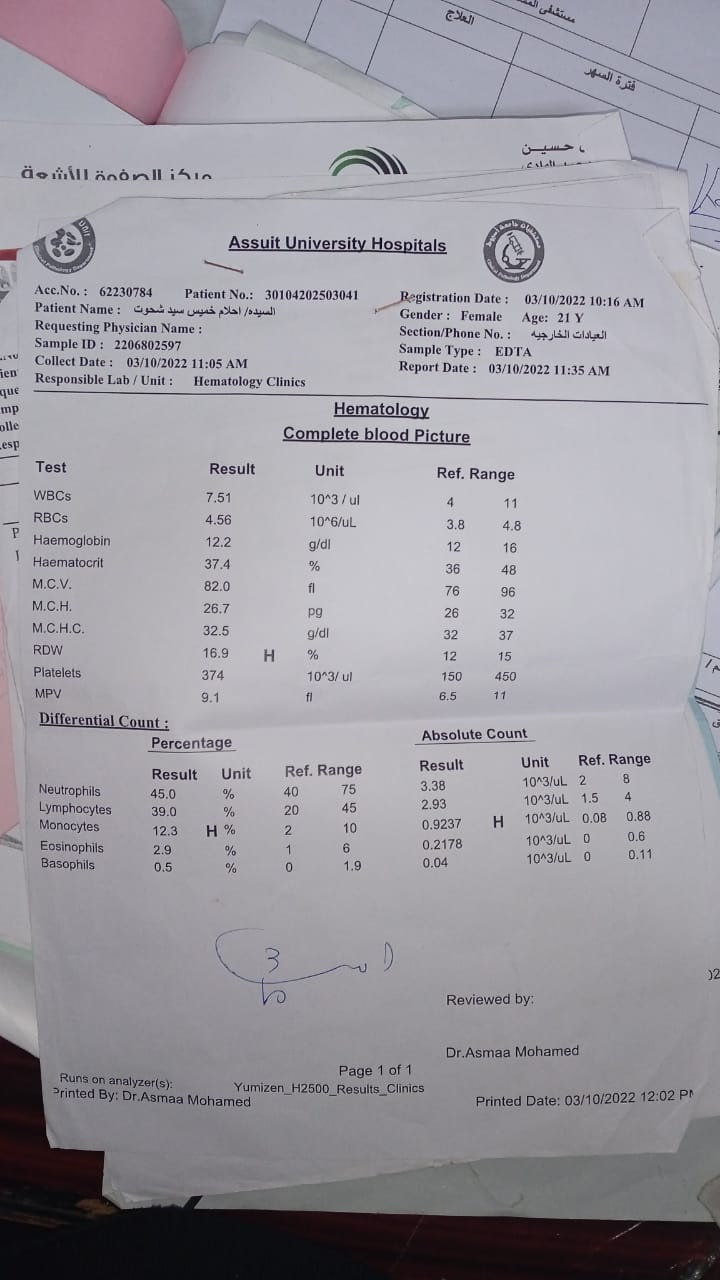 العلاج
فترة السهر
مركز الصفوة للأشعة
حسين
Assuit University Hospitals
Acc.No. : 62230784 Patient No.: 30104202503041 Registration Date : 03/10/2022 10:16 AM
Patient Name : السيده/ احلام خميس سيد شحوت Gender : Female Age: 21 Y
Requesting Physician Name : Section/Phone No. : العيادات الخارجيه
Sample ID : 2206802597 Sample Type : EDTA
Collect Date : 03/10/2022 11:05 AM Report Date : 03/10/2022 11:35 AM
Responsible Lab / Unit : Hematology Clinics
Hematology
Complete blood Picture
Test Result Unit Ref. Range
WBCs 7.51 10^3 / ul 4 11
RBCs 4.56 10^6/uL 3.8 4.8
Haemoglobin 12.2 g/dl 12 16
Haematocrit 37.4 % 36 48
M.C.V. 82.0 fl 76 96
M.C.H. 26.7 pg 26 32
M.C.H.C. 32.5 g/dl 32 37
RDW 16.9 H % 12 15
Platelets 374 10^3/ ul 150 450
MPV 9.1 fl 6.5 11
Differential Count :
Percentage Absolute Count
Result Unit Ref. Range Result Unit Ref. Range
Neutrophils 45.0 % 40 75 3.38 10^3/uL 2 8
Lymphocytes 39.0 % 20 45 2.93 10^3/uL 1.5 4
Monocytes 12.3 H % 2 10 0.9237 H 10^3/uL 0.08 0.88
Eosinophils 2.9 % 1 6 0.2178 10^3/uL 0 0.6
Basophils 0.5 % 0 1.9 0.04 10^3/uL 0 0.11
Reviewed by:
Dr.Asmaa Mohamed
Page 1 of 1
Runs on analyzer(s): Yumizen_H2500_Results_Clinics
Printed By: Dr.Asmaa Mohamed
Printed Date: 03/10/2022 12:02 PM